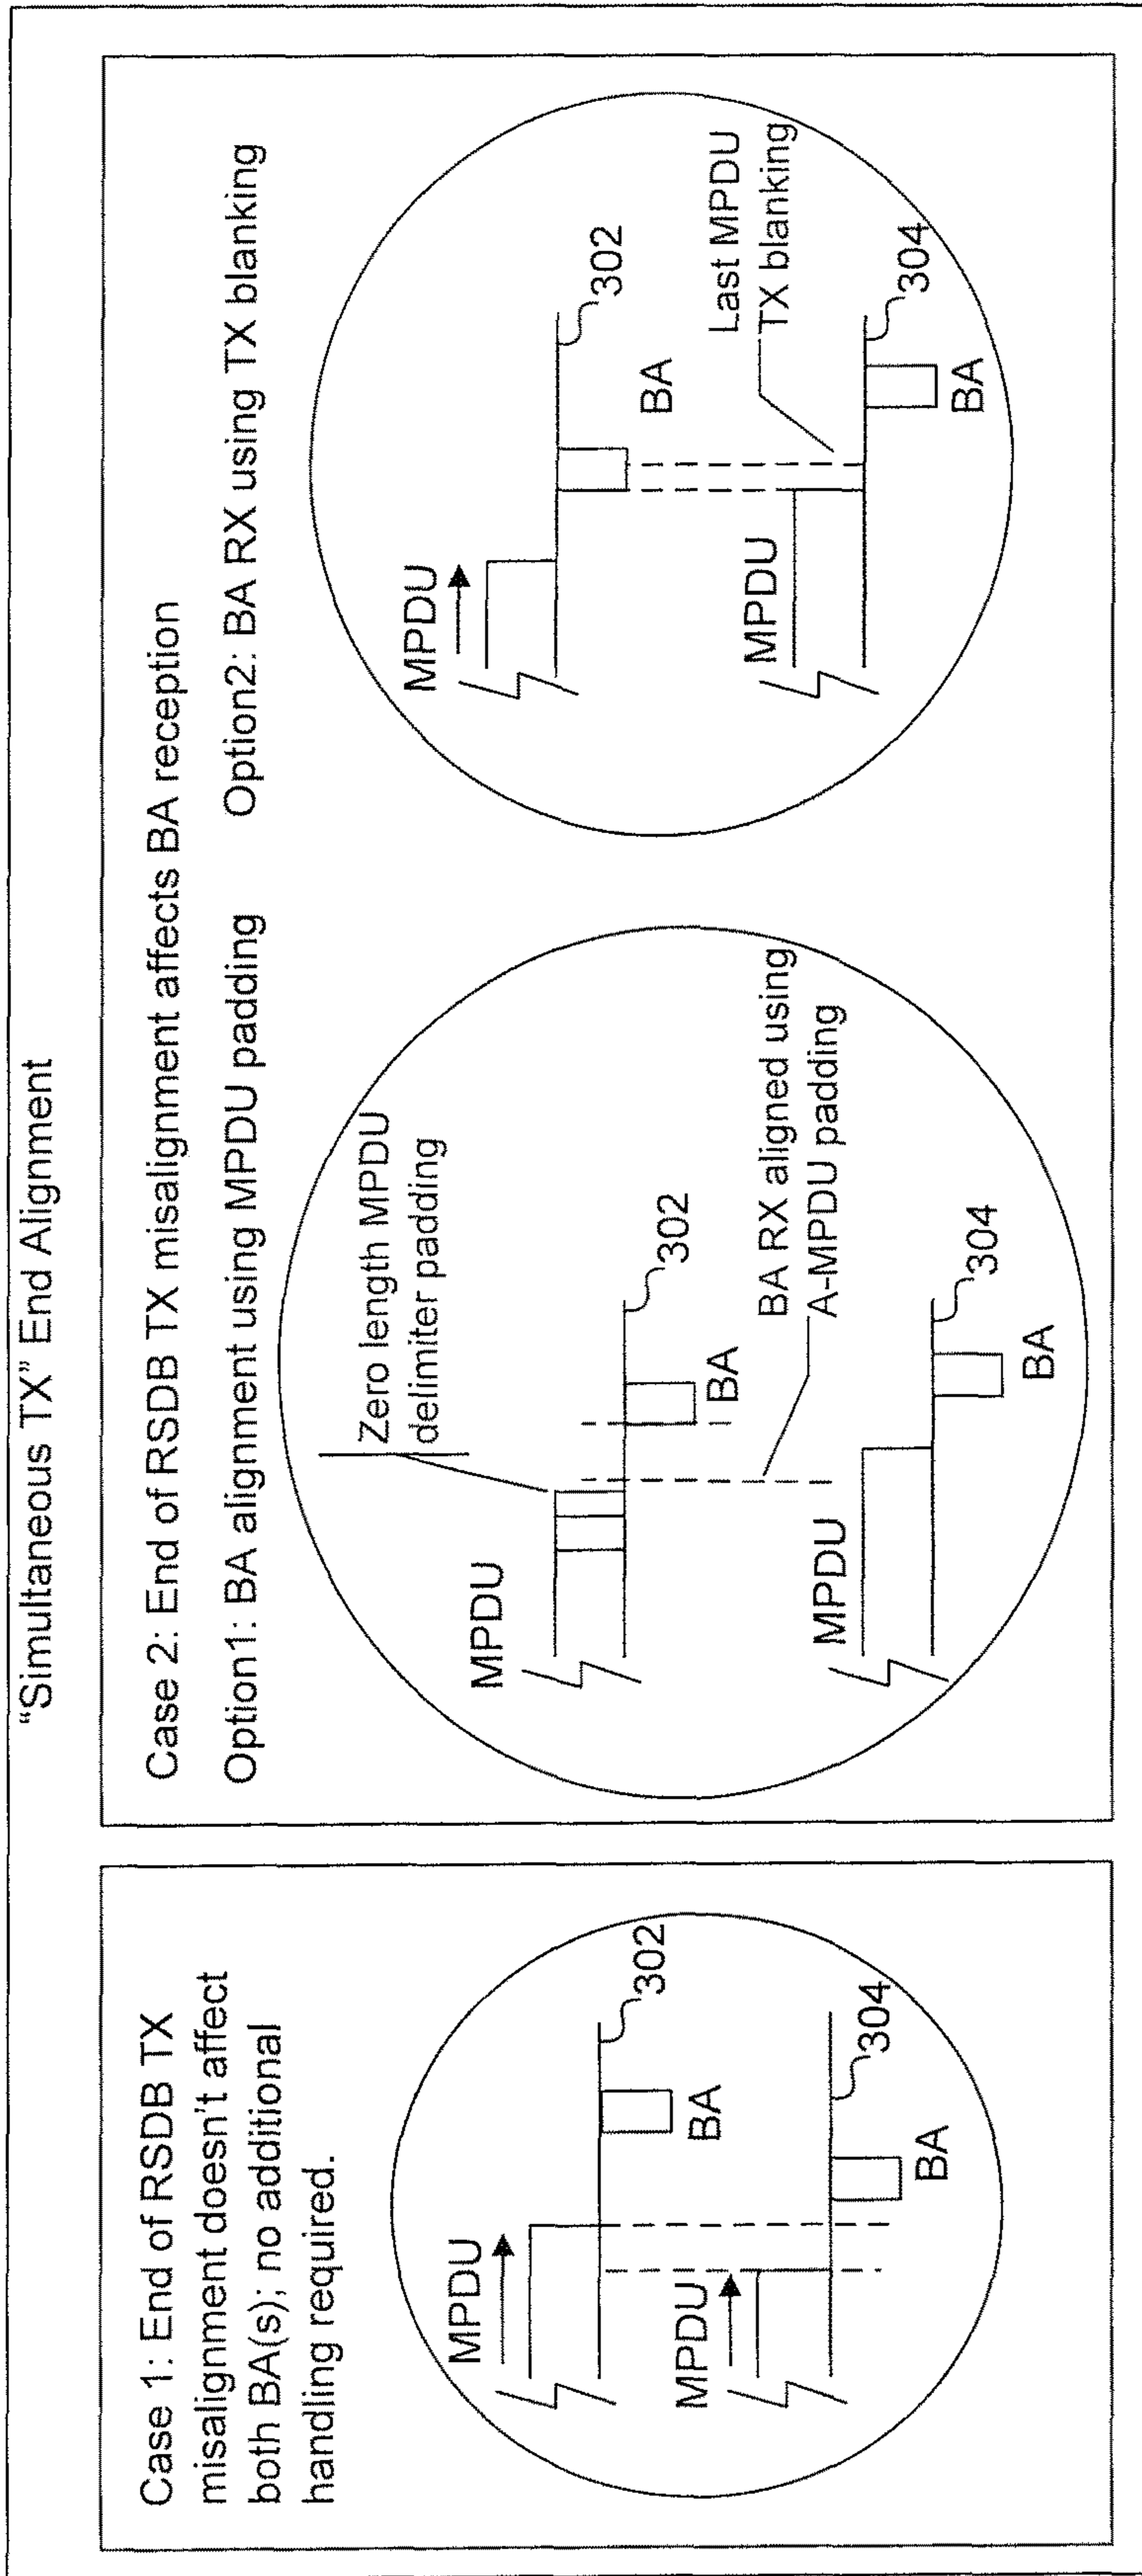 “Simultaneous TX” End Alignment
Case 1: End of RSDB TX
misalignment doesn't affect
both BA(s); no additional
handling required.
MPDU
302
BA
MPDU
304
BA
Case 2: End of RSDB TX misalignment affects BA reception
Option1: BA alignment using MPDU padding
Zero length MPDU
delimiter padding
MPDU
302
BA
BA RX aligned using
A-MPDU padding
MPDU
304
BA
Option2: BA RX using TX blanking
MPDU
302
BA
Last MPDU
TX blanking
MPDU
304
BA